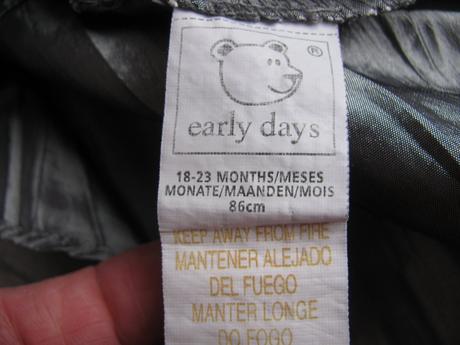 ®
early days
18-23 MONTHS/MESES
MONATE/MAANDEN/MOIS
86cm
KEEP AWAY FROM FIRE
MANTENER ALEJADO
DEL FUEGO
MANTER LONGE
DO FOGO